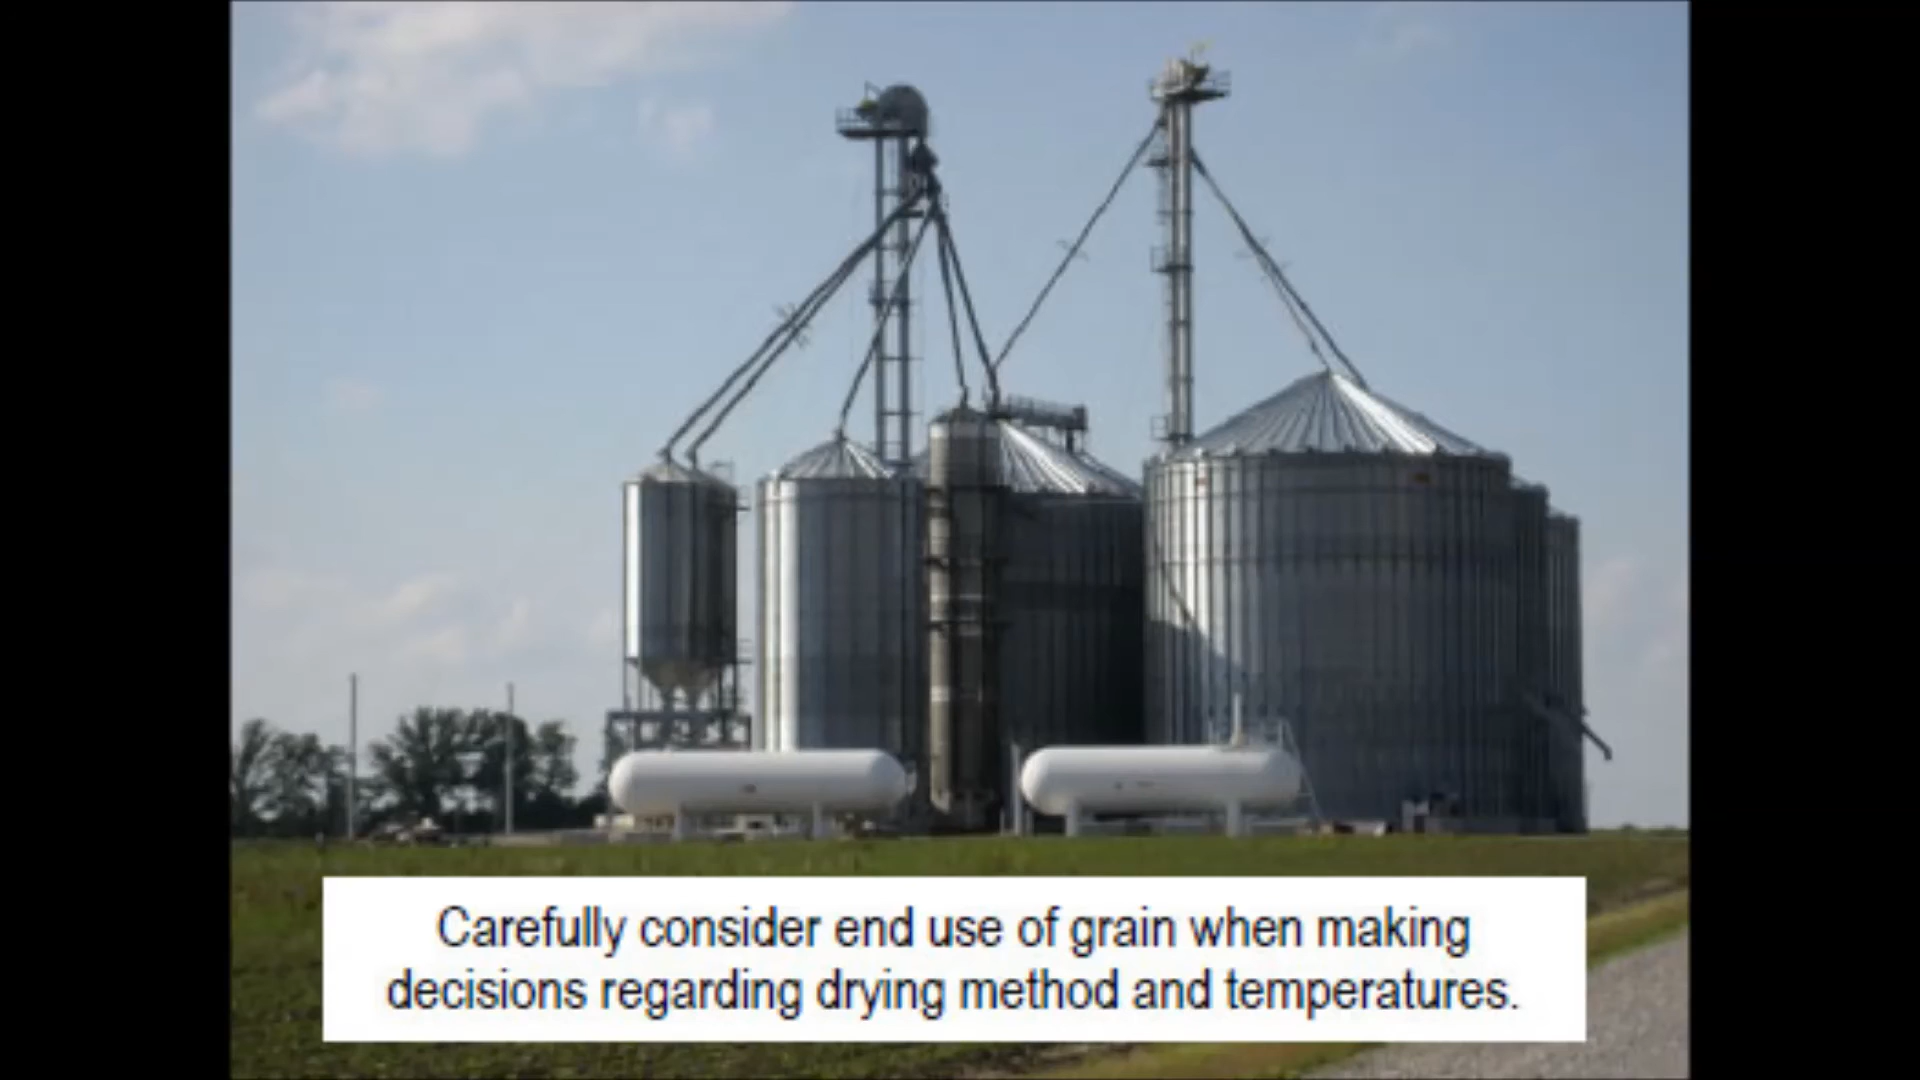 Carefully consider end use of grain when making
decisions regarding drying method and temperatures.